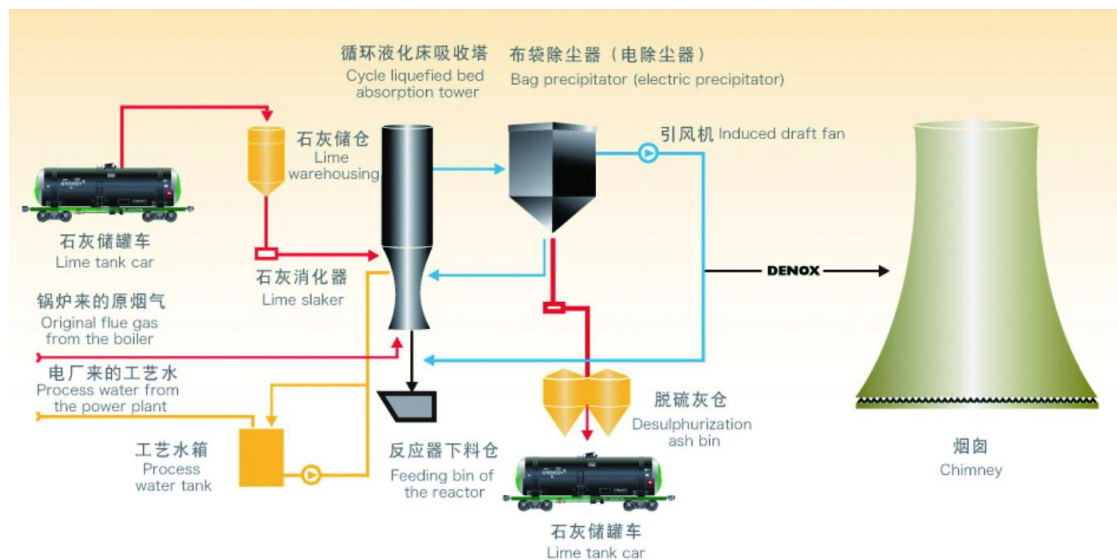 循环液化床吸收塔
Cycle liquefied bed
absorption tower
布袋除尘器（电除尘器）
Bag precipitator (electric precipitator)
石灰储仓
Lime
warehousing
引风机 Induced draft fan
石灰储罐车
Lime tank car
石灰消化器
Lime slaker
DENOX
锅炉来的原烟气
Original flue gas
from the boiler
电厂来的工艺水
Process water from
the power plant
工艺水箱
Process
water tank
反应器下料仓
Feeding bin of
the reactor
脱硫灰仓
Desulphurization
ash bin
石灰储罐车
Lime tank car
烟囱
Chimney